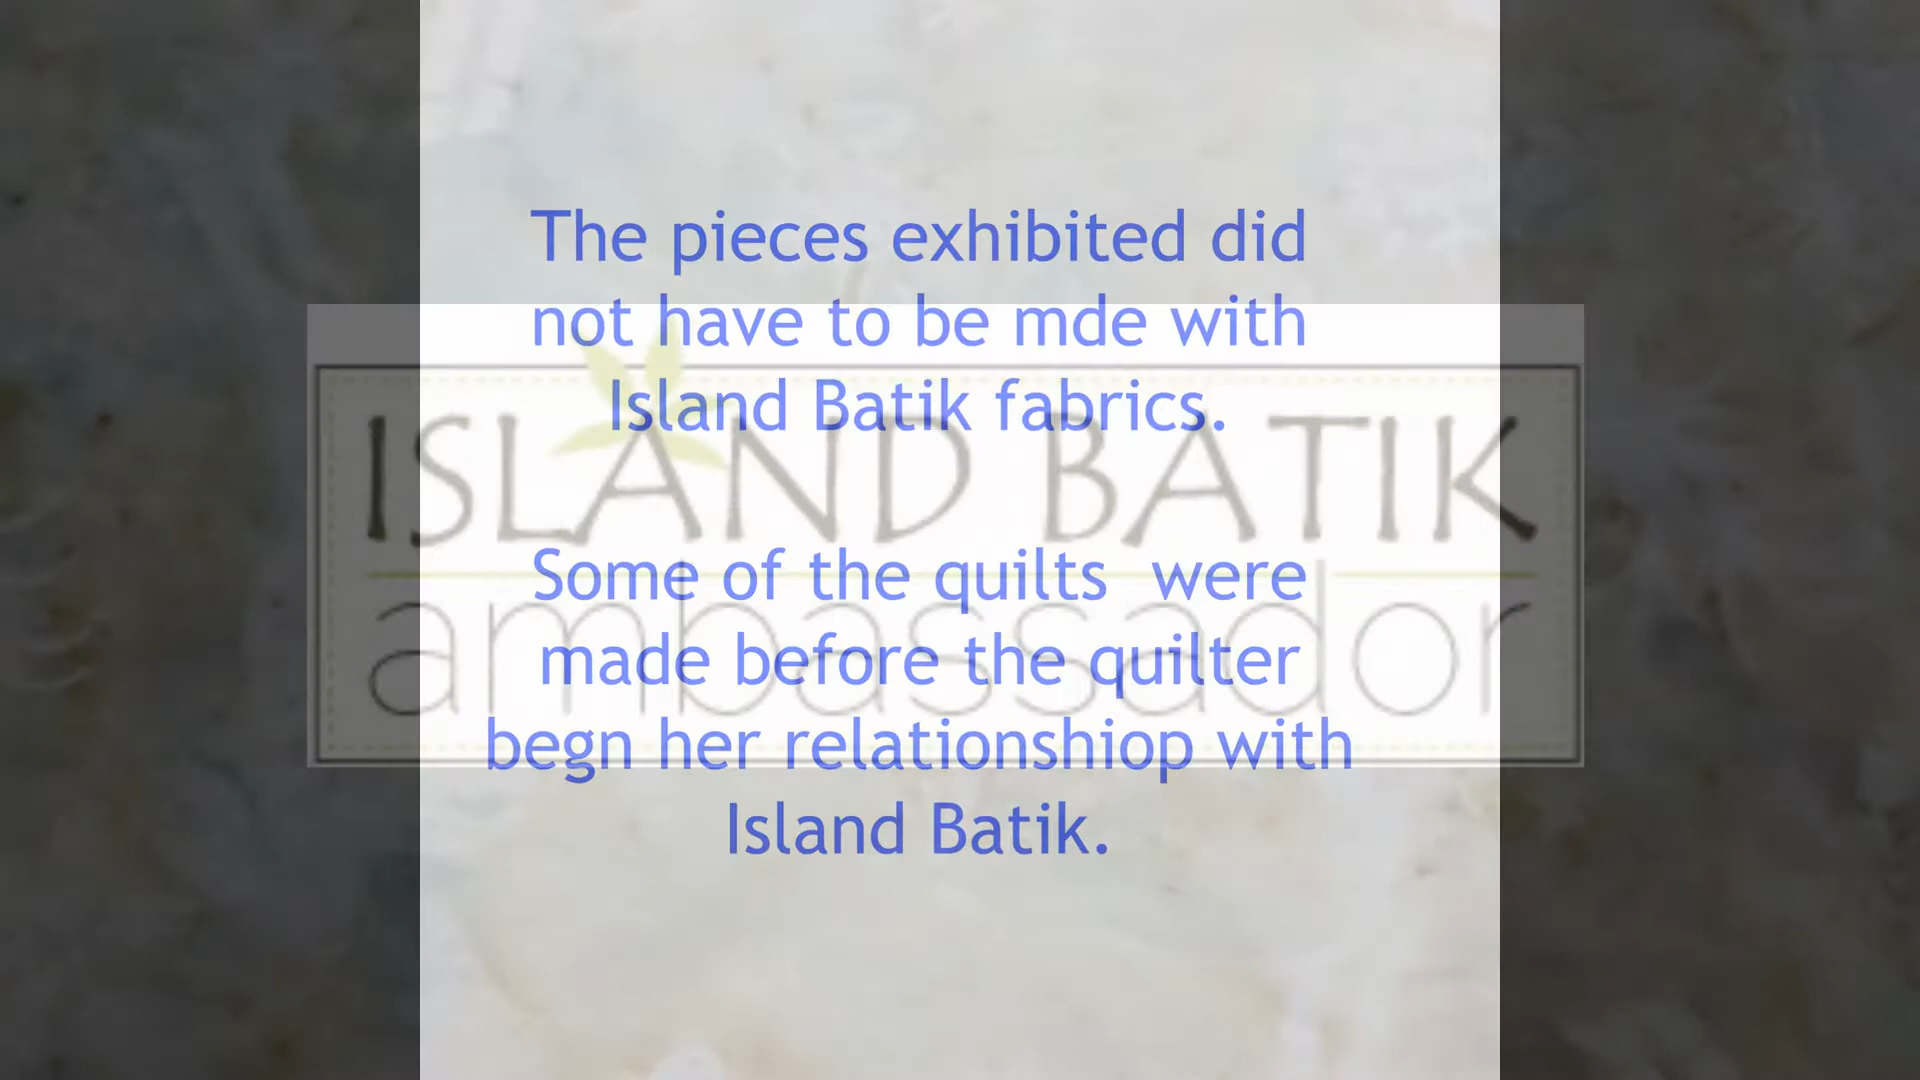 The pieces exhibited did
not have to be mde with
Island Batik fabrics.
ISLAND BATIK
ambassador
Some of the quilts  were
made before the quilter
begn her relationshiop with
Island Batik.